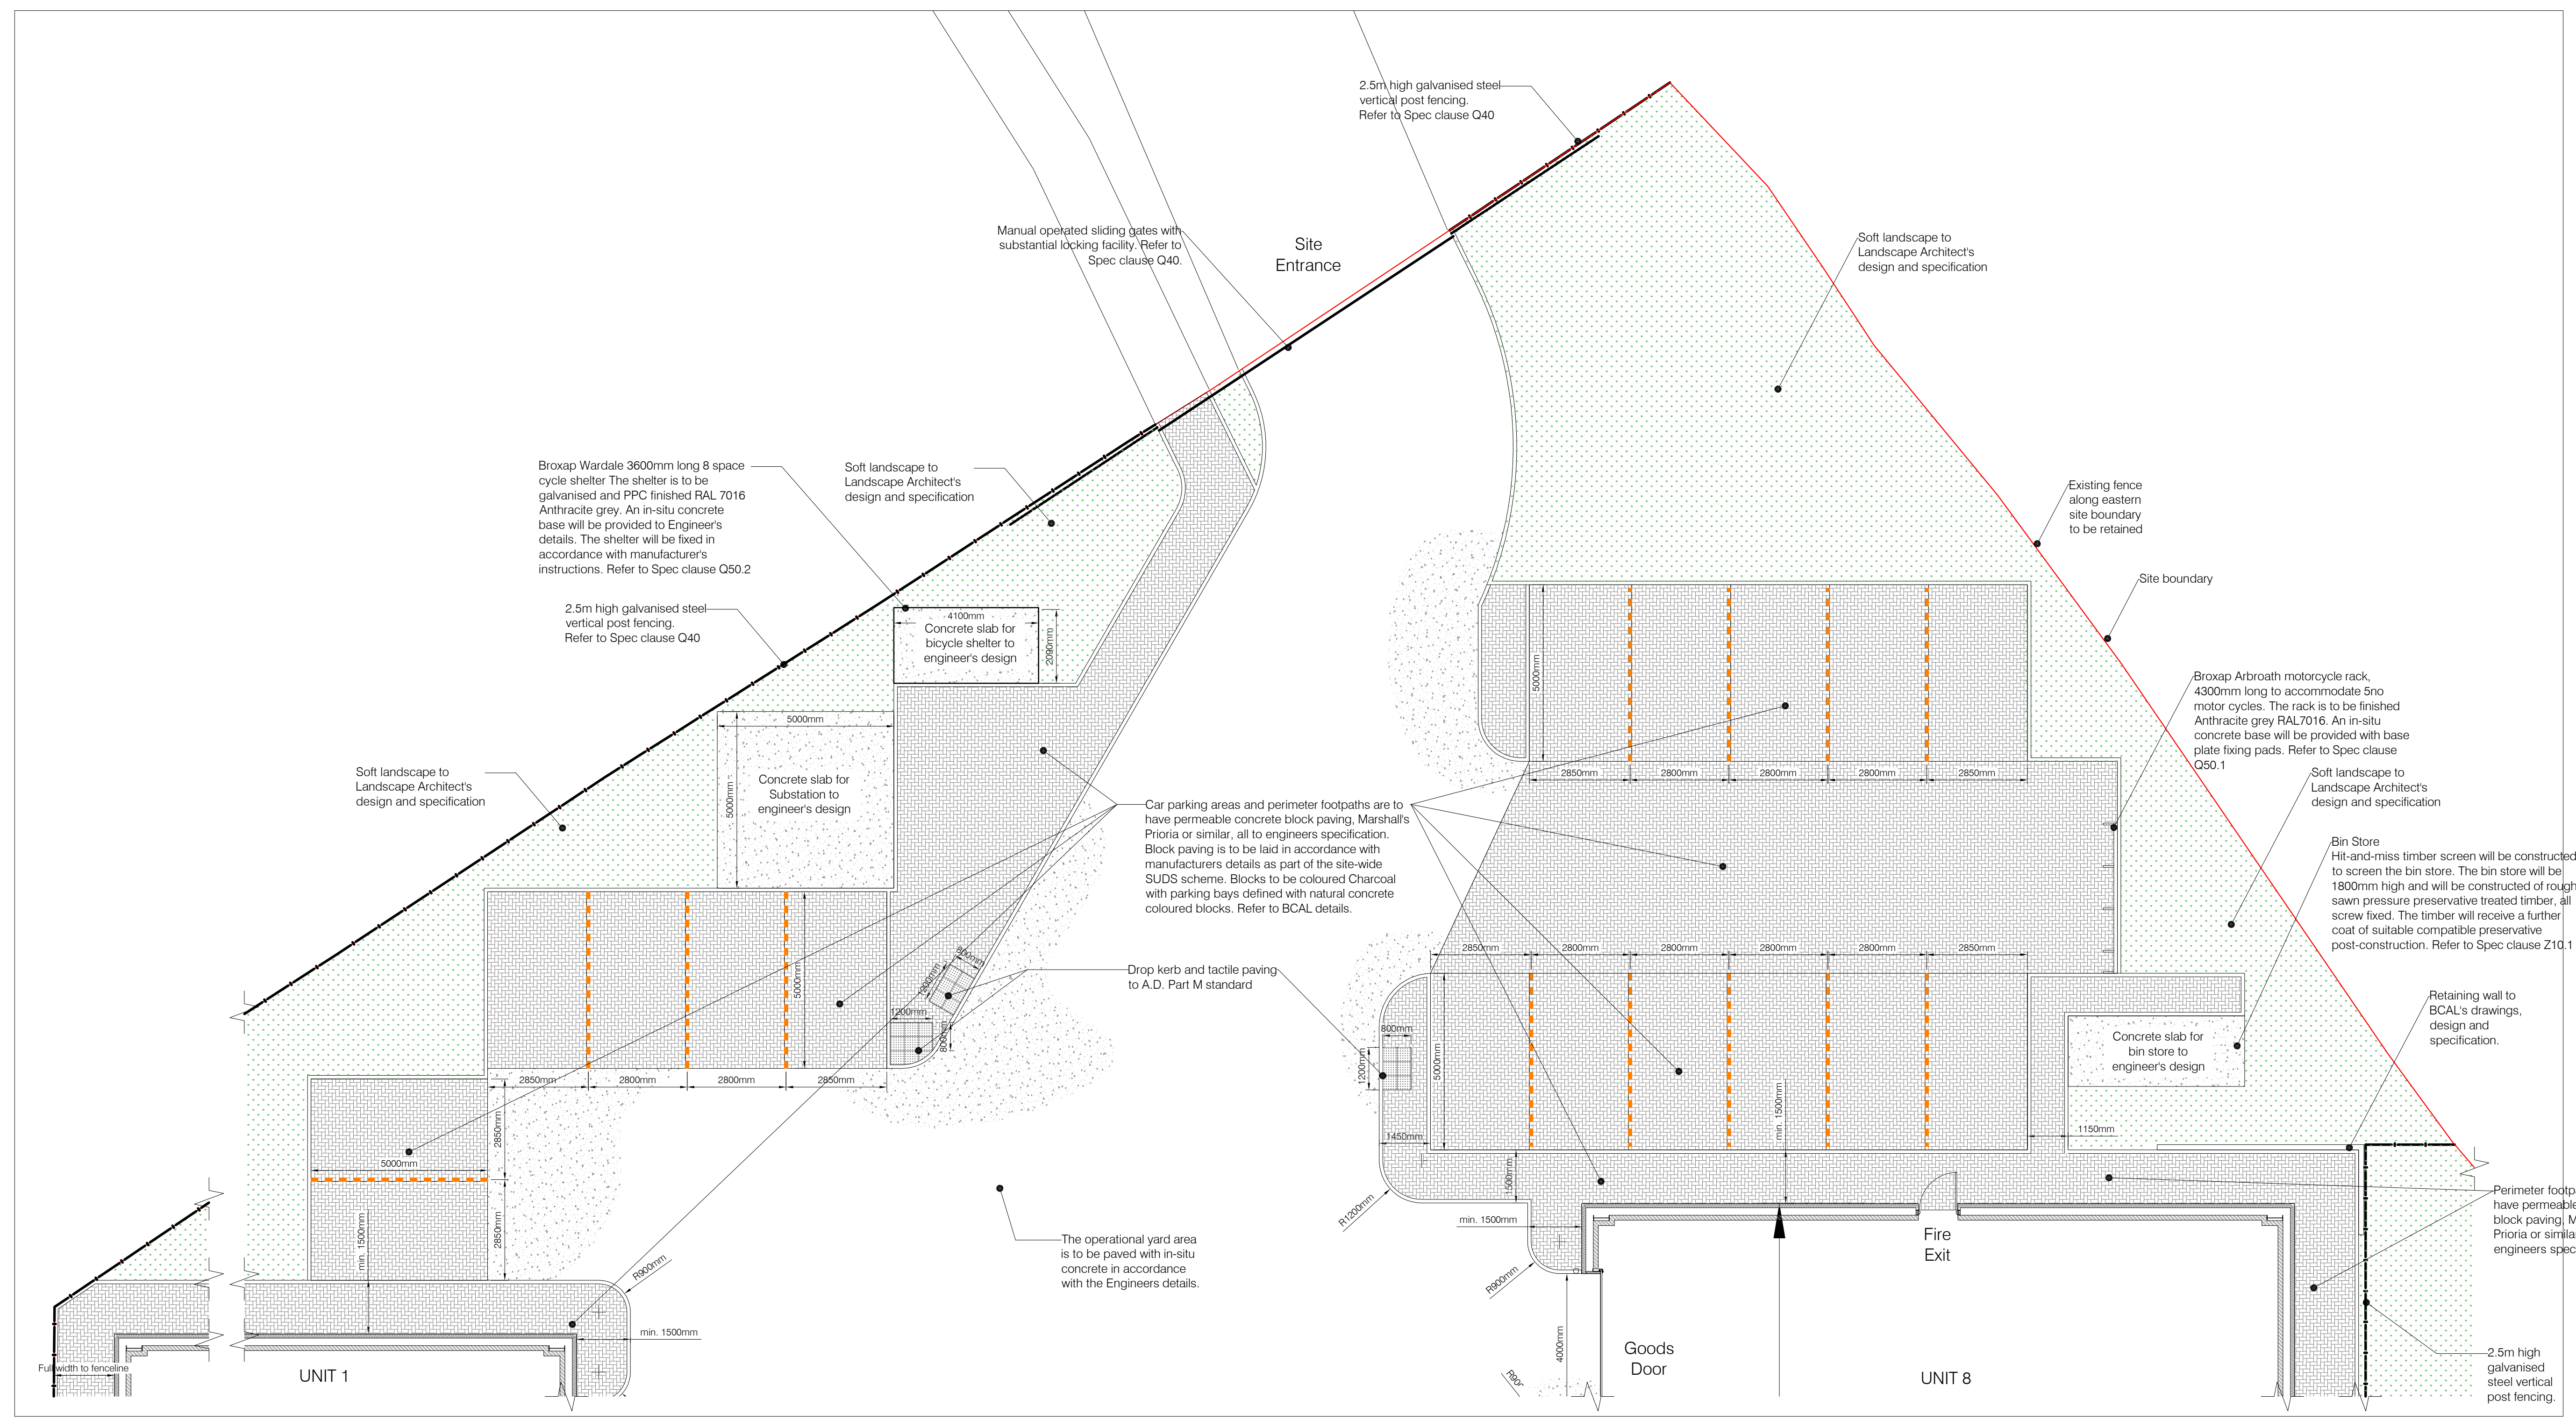 2.5m high galvanised steel
vertical post fencing.
Refer to Spec clause Q40
Manual operated sliding gates with
substantial locking facility. Refer to
Spec clause Q40.
Site
Entrance
Soft landscape to
Landscape Architect's
design and specification
Broxap Wardale 3600mm long 8 space
cycle shelter The shelter is to be
galvanised and PPC finished RAL 7016
Anthracite grey. An in-situ concrete
base will be provided to Engineer's
details. The shelter will be fixed in
accordance with manufacturer's
instructions. Refer to Spec clause Q50.2
Soft landscape to
Landscape Architect's
design and specification
Existing fence
along eastern
site boundary
to be retained
Site boundary
2.5m high galvanised steel
vertical post fencing.
Refer to Spec clause Q40
4100mm
Concrete slab for
bicycle shelter to
engineer's design
2090mm
5000mm
Broxap Arbroath motorcycle rack,
4300mm long to accommodate 5no
motor cycles. The rack is to be finished
Anthracite grey RAL7016. An in-situ
concrete base will be provided with base
plate fixing pads. Refer to Spec clause
Q50.1
Soft landscape to
Landscape Architect's
design and specification
5000mm
5000mm
Concrete slab for
Substation to
engineer's design
2850mm
2800mm
2800mm
2800mm
2850mm
Soft landscape to
Landscape Architect's
design and specification
Car parking areas and perimeter footpaths are to
have permeable concrete block paving, Marshall's
Prioria or similar, all to engineers specification.
Block paving is to be laid in accordance with
manufacturers details as part of the site-wide
SUDS scheme. Blocks to be coloured Charcoal
with parking bays defined with natural concrete
coloured blocks. Refer to BCAL details.
Bin Store
Hit-and-miss timber screen will be constructed
to screen the bin store. The bin store will be
1800mm high and will be constructed of rough
sawn pressure preservative treated timber, all
screw fixed. The timber will receive a further
coat of suitable compatible preservative
post-construction. Refer to Spec clause Z10.1
2850mm
2800mm
2800mm
2800mm
2800mm
2850mm
5000mm
800mm
1200mm
1200mm
800mm
Drop kerb and tactile paving
to A.D. Part M standard
800mm
1200mm
5000mm
Retaining wall to
BCAL's drawings,
design and
specification.
Concrete slab for
bin store to
engineer's design
2850mm
2800mm
2800mm
2850mm
min. 1500mm
1450mm
1150mm
2850mm
5000mm
2850mm
min. 1500mm
1500mm
R1200mm
min. 1500mm
R900mm
The operational yard area
is to be paved with in-situ
concrete in accordance
with the Engineers details.
R900mm
Fire
Exit
Perimeter footp
have permeable
block paving, M
Prioria or simila
engineers spec
min. 1500mm
4000mm
Goods
Door
Full width to fenceline
UNIT 1
UNIT 8
2.5m high
galvanised
steel vertical
post fencing.